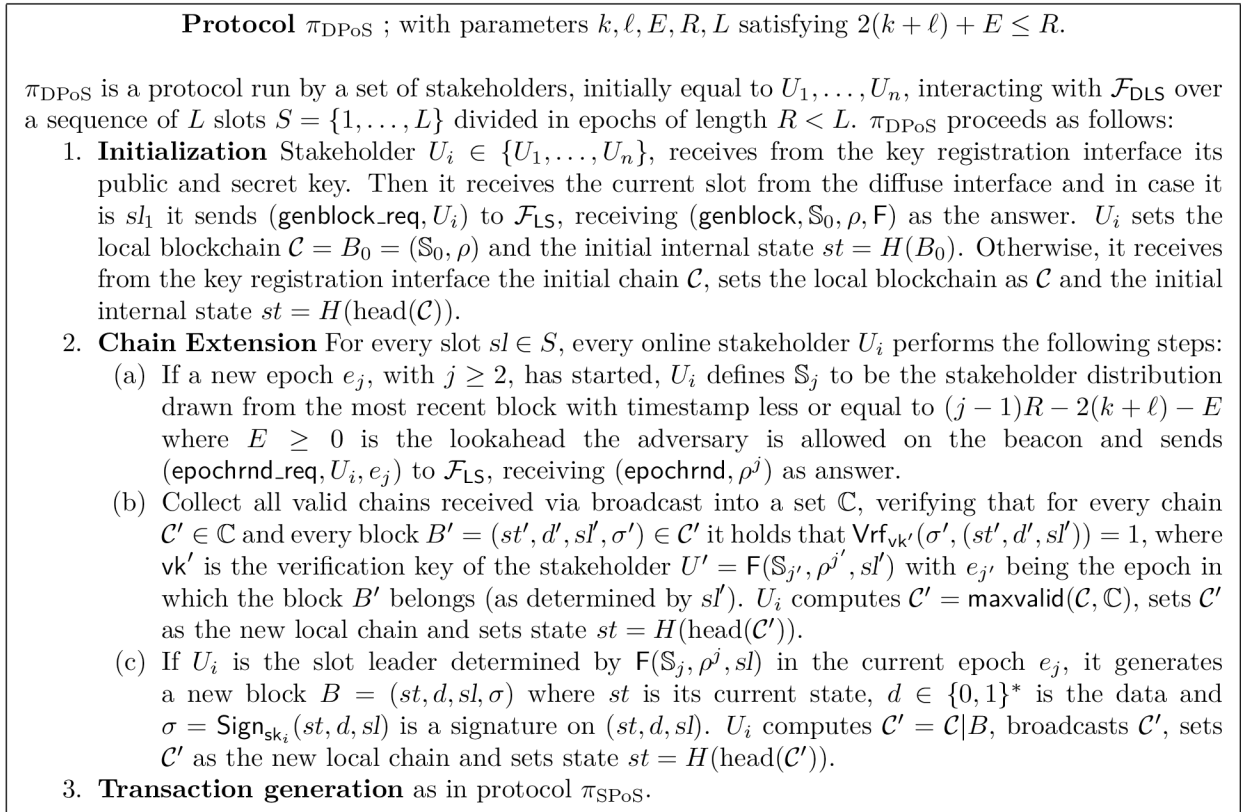 Protocol π_DPoS ; with parameters k, ℓ, E, R, L satisfying 2(k + ℓ) + E ≤ R.
π_DPoS is a protocol run by a set of stakeholders, initially equal to U_1, . . . , U_n, interacting with F_DLS over
a sequence of L slots S = {1, . . . , L} divided in epochs of length R < L. π_DPoS proceeds as follows:
1. Initialization Stakeholder U_i ∈ {U_1, . . . , U_n}, receives from the key registration interface its
public and secret key. Then it receives the current slot from the diffuse interface and in case it
is sl_1 it sends (genblock_req, U_i) to F_LS, receiving (genblock, 𝕊_0, ρ, F) as the answer. U_i sets the
local blockchain C = B_0 = (𝕊_0, ρ) and the initial internal state st = H(B_0). Otherwise, it receives
from the key registration interface the initial chain C, sets the local blockchain as C and the initial
internal state st = H(head(C)).
2. Chain Extension For every slot sl ∈ S, every online stakeholder U_i performs the following steps:
(a) If a new epoch e_j, with j ≥ 2, has started, U_i defines 𝕊_j to be the stakeholder distribution
drawn from the most recent block with timestamp less or equal to (j − 1)R − 2(k + ℓ) − E
where E ≥ 0 is the lookahead the adversary is allowed on the beacon and sends
(epochrnd_req, U_i, e_j) to F_LS, receiving (epochrnd, ρ^j) as answer.
(b) Collect all valid chains received via broadcast into a set ℂ, verifying that for every chain
C′ ∈ ℂ and every block B′ = (st′, d′, sl′, σ′) ∈ C′ it holds that Vrf_vk′(σ′, (st′, d′, sl′)) = 1, where
vk′ is the verification key of the stakeholder U′ = F(𝕊_j′, ρ^j′, sl′) with e_j′ being the epoch in
which the block B′ belongs (as determined by sl′). U_i computes C′ = maxvalid(C, ℂ), sets C′
as the new local chain and sets state st = H(head(C′)).
(c) If U_i is the slot leader determined by F(𝕊_j, ρ^j, sl) in the current epoch e_j, it generates
a new block B = (st, d, sl, σ) where st is its current state, d ∈ {0, 1}* is the data and
σ = Sign_sk_i(st, d, sl) is a signature on (st, d, sl). U_i computes C′ = C|B, broadcasts C′, sets
C′ as the new local chain and sets state st = H(head(C′)).
3. Transaction generation as in protocol π_SPoS.